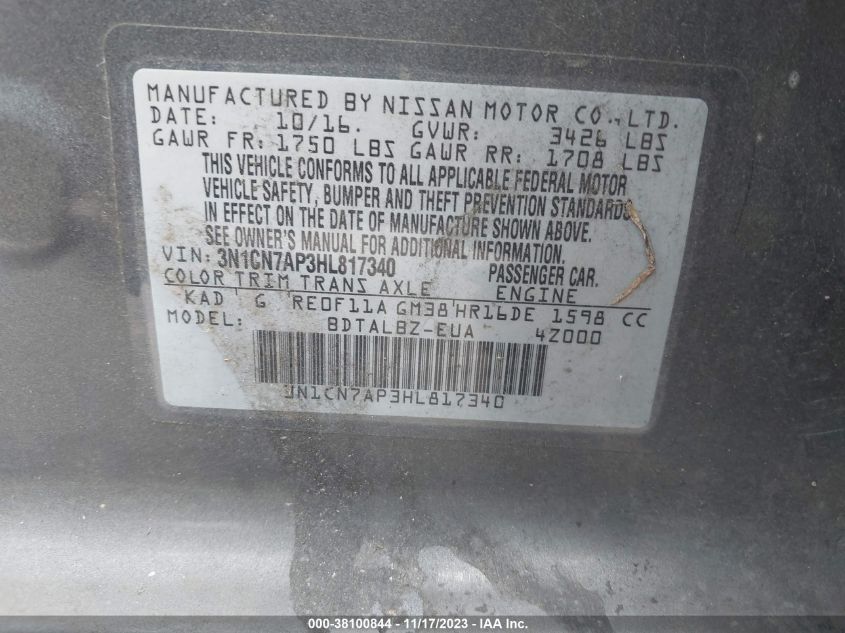 MANUFACTURED BY NISSAN MOTOR CO., LTD.
DATE: 10/16. GVWR: 3426 LBS
GAWR FR: 1750 LBS GAWR RR: 1708 LBS
THIS VEHICLE CONFORMS TO ALL APPLICABLE FEDERAL MOTOR
VEHICLE SAFETY, BUMPER AND THEFT PREVENTION STANDARDS
IN EFFECT ON THE DATE OF MANUFACTURE SHOWN ABOVE.
SEE OWNER'S MANUAL FOR ADDITIONAL INFORMATION.
VIN: 3N1CN7AP3HL817340 PASSENGER CAR.
COLOR TRIM TRANS AXLE ENGINE
KAD G RE0F11A GM38 HR16DE 1598 CC
MODEL: BDTALBZ-EUA 4Z000
3N1CN7AP3HL817340
000-38100844 -- 11/17/2023 -- IAA Inc.